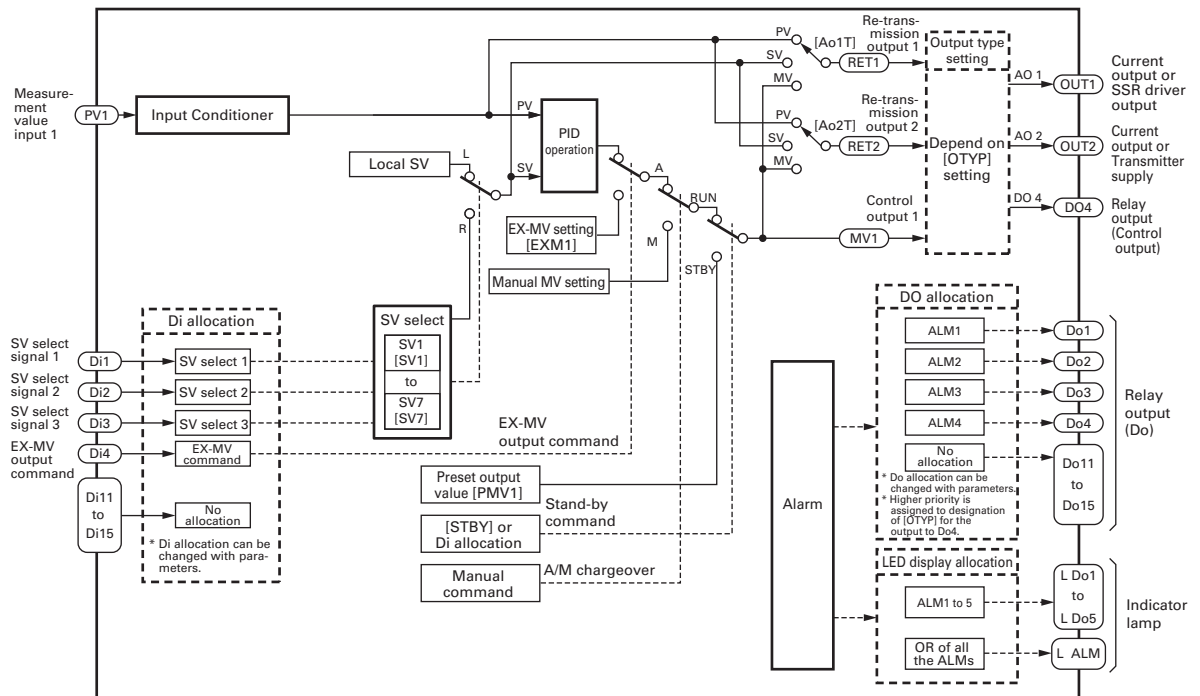 Measure-
ment
value
input 1
PV1
Input Conditioner
PV
SV
PID
operation
Local SV
L
R
A
M
RUN
STBY
EX-MV setting
[EXM1]
Manual MV setting
PV
SV
MV
[Ao1T]
Re-trans-
mission
output 1
RET1
PV
SV
MV
[Ao2T]
Re-trans-
mission
output 2
RET2
Control
output 1
MV1
Output type
setting
Depend on
[OTYP]
setting
AO 1
OUT1
Current
output or
SSR driver
output
AO 2
OUT2
Current
output or
Transmitter
supply
DO 4
DO4
Relay
output
(Control
output)
SV select
signal 1
Di1
SV select
signal 2
Di2
SV select
signal 3
Di3
EX-MV
output
command
Di4
Di11
to
Di15
Di allocation
SV select 1
SV select 2
SV select 3
EX-MV
command
No
allocation
* Di allocation can be
changed with para-
meters.
SV select
SV1
[SV1]
to
SV7
[SV7]
EX-MV
output command
Preset output
value [PMV1]
Stand-by
command
[STBY] or
Di allocation
A/M chargeover
Manual
command
Alarm
DO allocation
ALM1
ALM2
ALM3
ALM4
No
allocation
* Do allocation can be
changed with parameters.
* Higher priority is
assigned to designation
of [OTYP] for the
output to Do4.
Do1
Do2
Do3
Do4
Do11
to
Do15
Relay
output
(Do)
LED display allocation
ALM1 to 5
OR of all
the ALMs
L Do1
to
L Do5
L ALM
Indicator
lamp